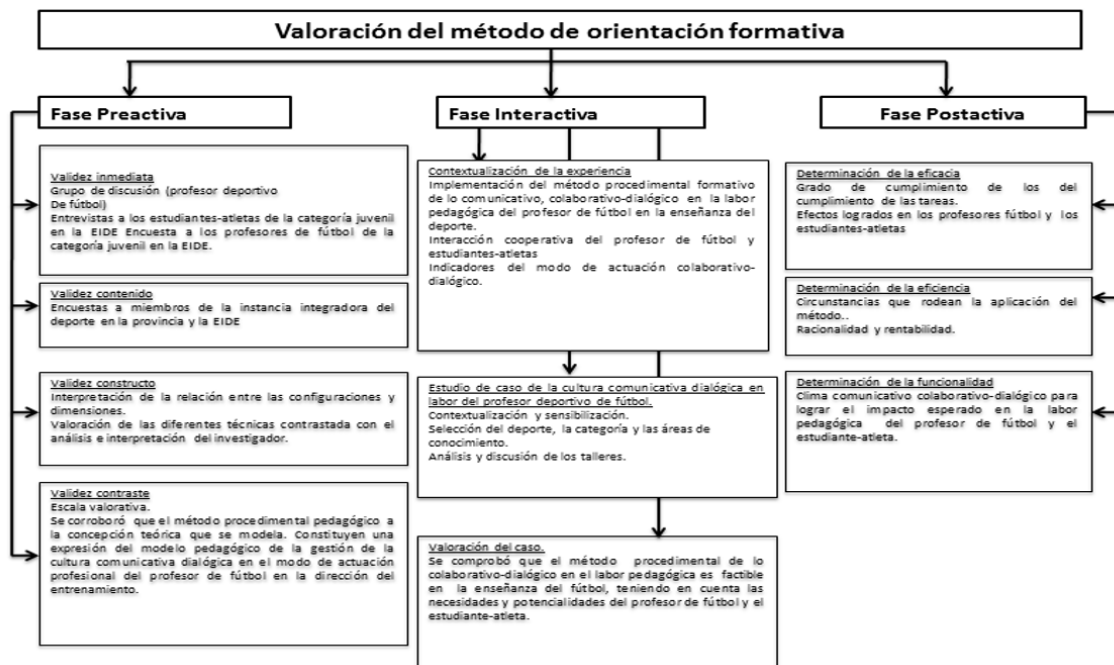 Valoración del método de orientación formativa
Fase Preactiva
Validez inmediata
Grupo de discusión (profesor deportivo
De fútbol)
Entrevistas a los estudiantes-atletas de la categoría juvenil
en la EIDE Encuesta a los profesores de fútbol de la
categoría juvenil en la EIDE.
Validez contenido
Encuestas a miembros de la instancia integradora del
deporte en la provincia y la EIDE
Validez constructo
Interpretación de la relación entre las configuraciones y
dimensiones.
Valoración de las diferentes técnicas contrastada con el
análisis e interpretación del investigador.
Validez contraste
Escala valorativa.
Se corroboró que el método procedimental pedagógico a
la concepción teórica que se modela. Constituyen una
expresión del modelo pedagógico de la gestión de la
cultura comunicativa dialógica en el modo de actuación
profesional del profesor de fútbol en la dirección del
entrenamiento.
Fase Interactiva
Contextualización de la experiencia
Implementación del método procedimental formativo
de lo comunicativo, colaborativo-dialógico en la labor
pedagógica del profesor de fútbol en la enseñanza del
deporte.
Interacción cooperativa del profesor de fútbol y
estudiantes-atletas
Indicadores del modo de actuación colaborativo-
dialógico.
Estudio de caso de la cultura comunicativa dialógica en
labor del profesor deportivo de fútbol.
Contextualización y sensibilización.
Selección del deporte, la categoría y las áreas de
conocimiento.
Análisis y discusión de los talleres.
Valoración del caso.
Se comprobó que el método procedimental de lo
colaborativo-dialógico en el labor pedagógica es factible
en la enseñanza del fútbol, teniendo en cuenta las
necesidades y potencialidades del profesor de fútbol y el
estudiante-atleta.
Fase Postactiva
Determinación de la eficacia
Grado de cumplimiento de los del
cumplimiento de las tareas.
Efectos logrados en los profesores fútbol y los
estudiantes-atletas
Determinación de la eficiencia
Circunstancias que rodean la aplicación del
método..
Racionalidad y rentabilidad.
Determinación de la funcionalidad
Clima comunicativo colaborativo-dialógico para
lograr el impacto esperado en la labor
pedagógica del profesor de fútbol y el
estudiante-atleta.